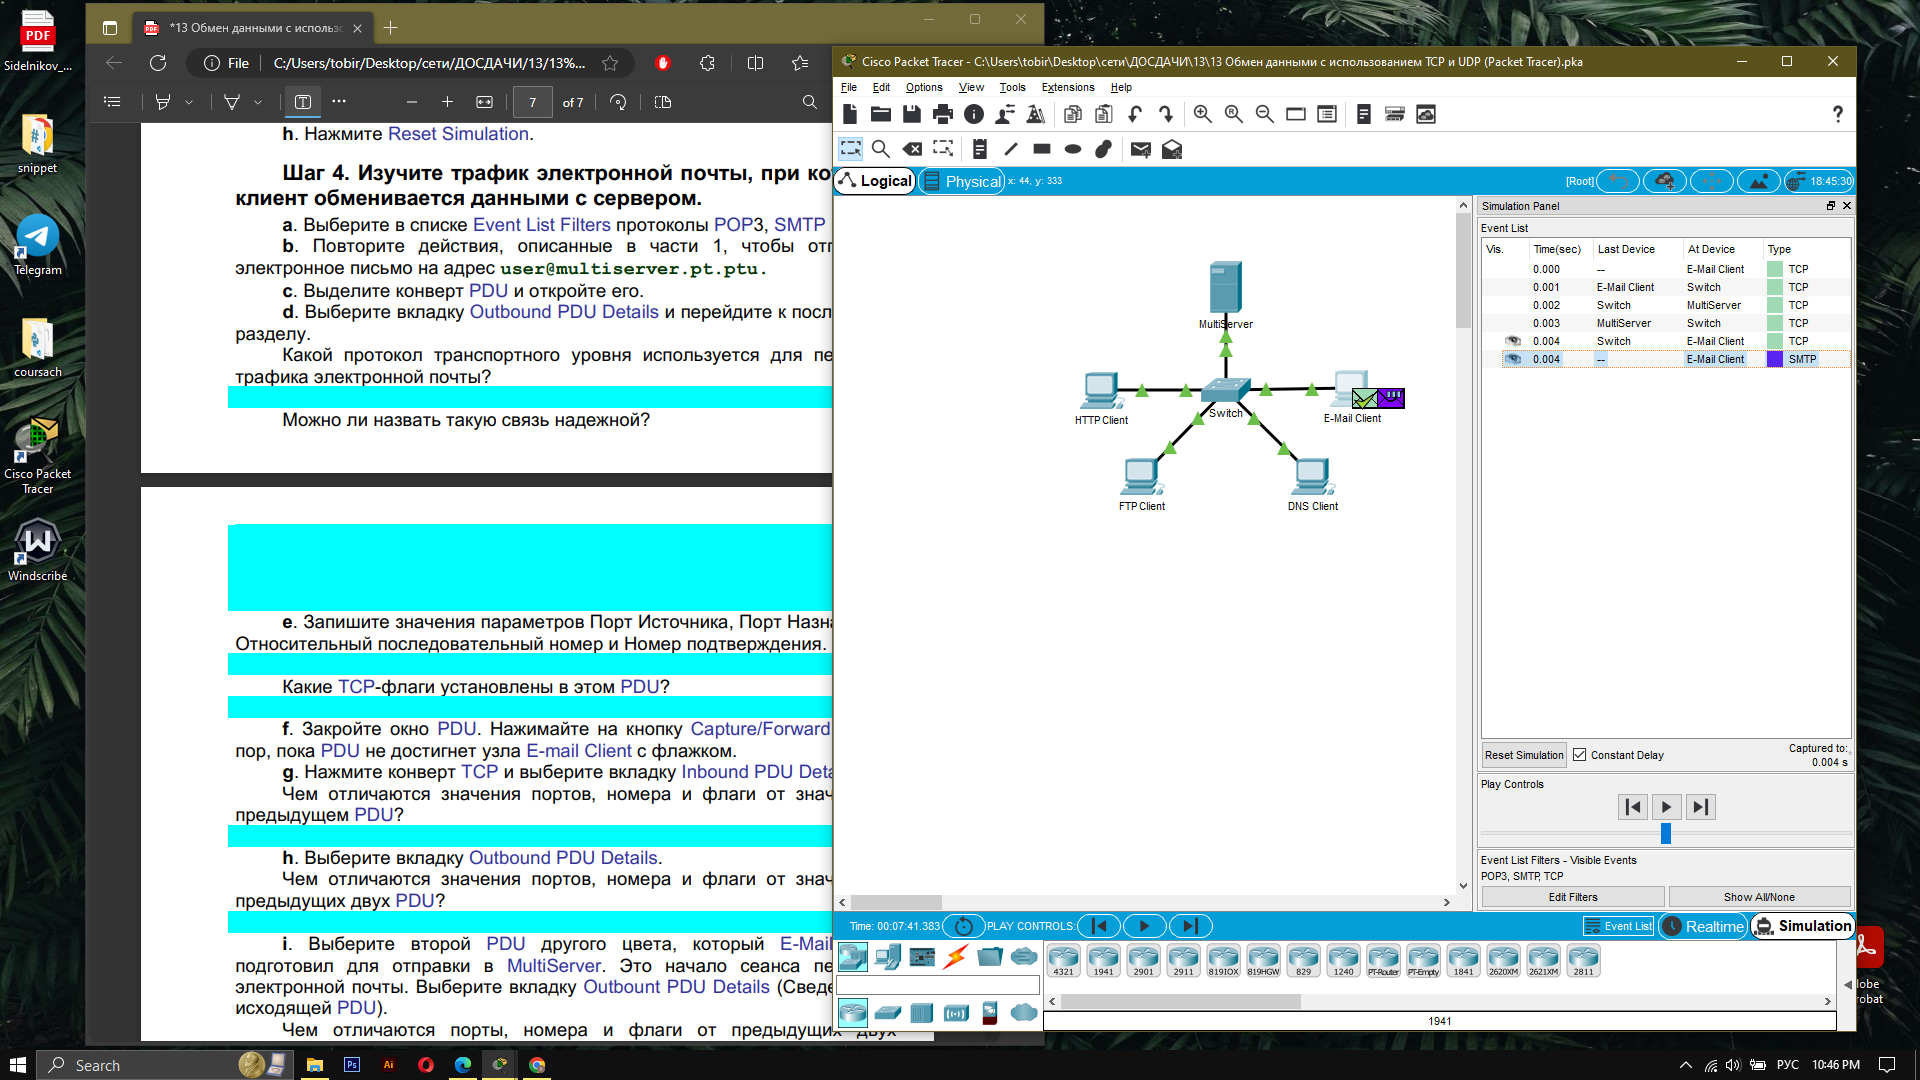 Sidelnikov_...
snippet
Telegram
coursach
Cisco Packet
Tracer
Windscribe
*13 Обмен данными с использо
File
C:/Users/tobir/Desktop/сети/ДОСДАЧИ/13/13%...
7
of 7
h. Нажмите Reset Simulation.
Шаг 4. Изучите трафик электронной почты, при ко
клиент обменивается данными с сервером.
a. Выберите в списке Event List Filters протоколы POP3, SMTP
b. Повторите действия, описанные в части 1, чтобы отп
электронное письмо на адрес user@multiserver.pt.ptu.
c. Выделите конверт PDU и откройте его.
d. Выберите вкладку Outbound PDU Details и перейдите к посл
разделу.
Какой протокол транспортного уровня используется для пе
трафика электронной почты?
Можно ли назвать такую связь надежной?
e. Запишите значения параметров Порт Источника, Порт Назна
Относительный последовательный номер и Номер подтверждения.
Какие TCP-флаги установлены в этом PDU?
f. Закройте окно PDU. Нажимайте на кнопку Capture/Forward
пор, пока PDU не достигнет узла E-mail Client с флажком.
g. Нажмите конверт TCP и выберите вкладку Inbound PDU Deta
Чем отличаются значения портов, номера и флаги от знач
предыдущем PDU?
h. Выберите вкладку Outbound PDU Details.
Чем отличаются значения портов, номера и флаги от знач
предыдущих двух PDU?
i. Выберите второй PDU другого цвета, который E-Mail
подготовил для отправки в MultiServer. Это начало сеанса пе
электронной почты. Выберите вкладку Outbount PDU Details (Сведе
исходящей PDU).
Чем отличаются порты, номера и флаги от предыдущих двух
Cisco Packet Tracer - C:\Users\tobir\Desktop\сети\ДОСДАЧИ\13\13 Обмен данными с использованием TCP и UDP (Packet Tracer).pka
File Edit Options View Tools Extensions Help
Logical
Physical
x: 44, y: 333
[Root]
18:45:30
MultiServer
HTTP Client
Switch
E-Mail Client
FTP Client
DNS Client
Simulation Panel
Event List
Vis. Time(sec) Last Device At Device Type
0.000 -- E-Mail Client TCP
0.001 E-Mail Client Switch TCP
0.002 Switch MultiServer TCP
0.003 MultiServer Switch TCP
0.004 Switch E-Mail Client TCP
0.004 -- E-Mail Client SMTP
Reset Simulation
Constant Delay
Captured to:
0.004 s
Play Controls
Event List Filters - Visible Events
POP3, SMTP, TCP
Edit Filters
Show All/None
Time: 00:07:41.383
PLAY CONTROLS:
Event List
Realtime
Simulation
4321 1941 2901 2911 819IOX 819HGW 829 1240 PT-Router PT-Empty 1841 2620XM 2621XM 2811
1941
lobe
robat
Search
Ps
Ai
РУС
10:46 PM